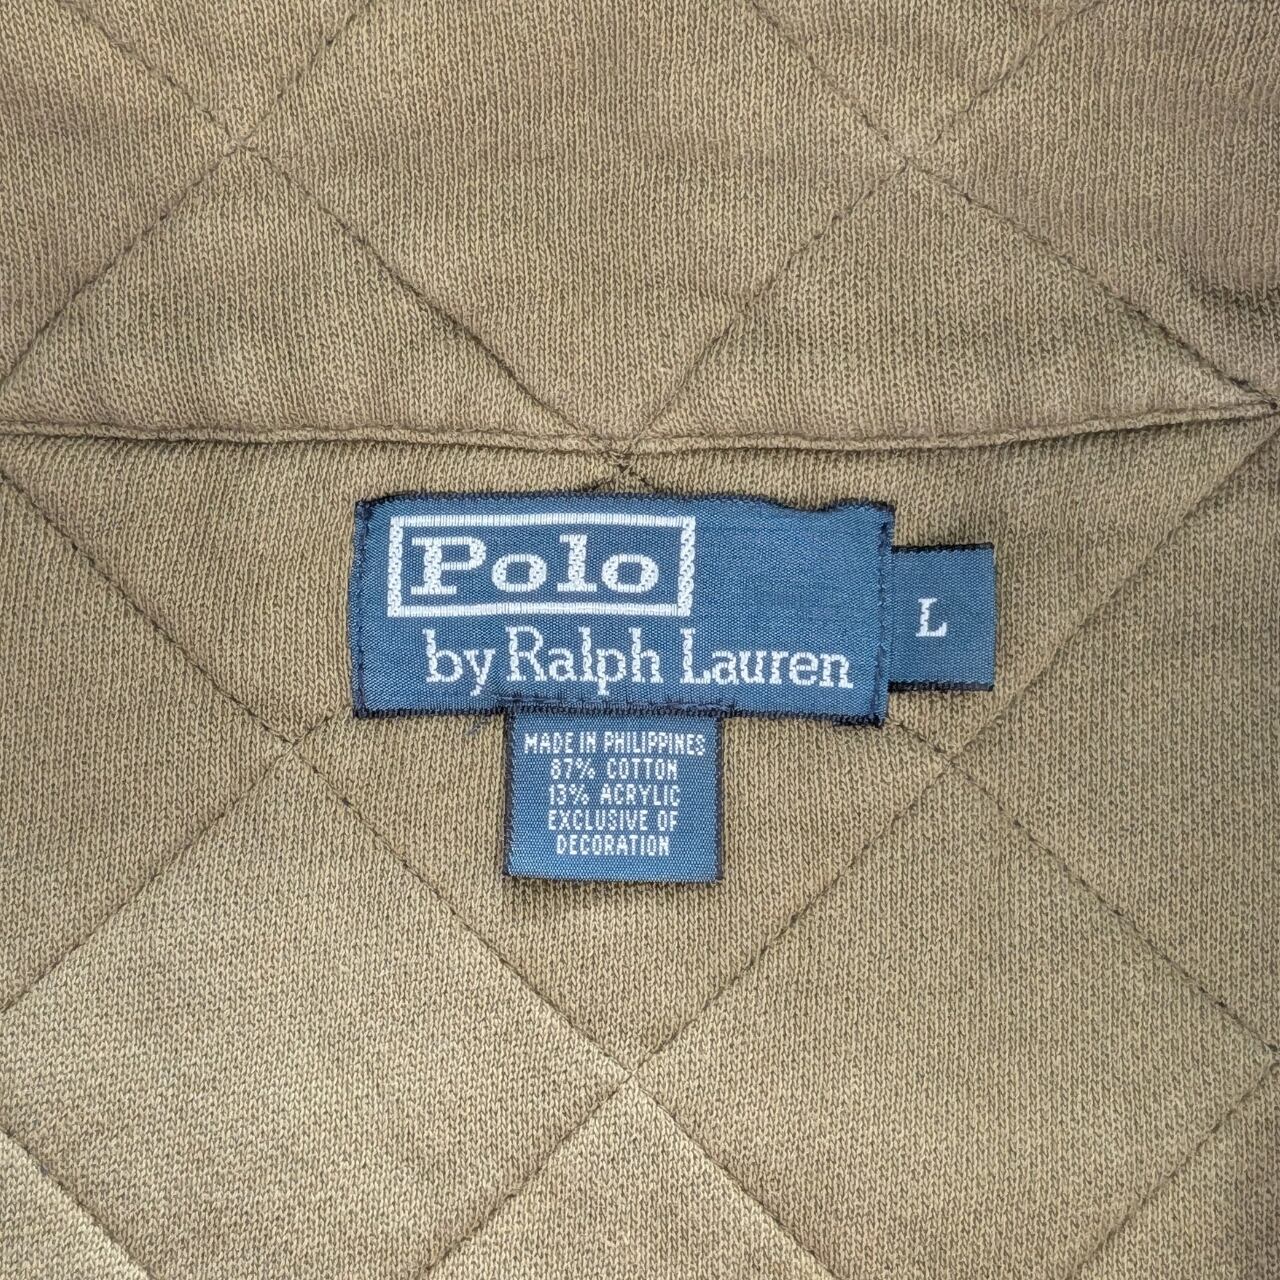 Polo
by Ralph Lauren
L
MADE IN PHILIPPINES
87% COTTON
13% ACRYLIC
EXCLUSIVE OF
DECORATION